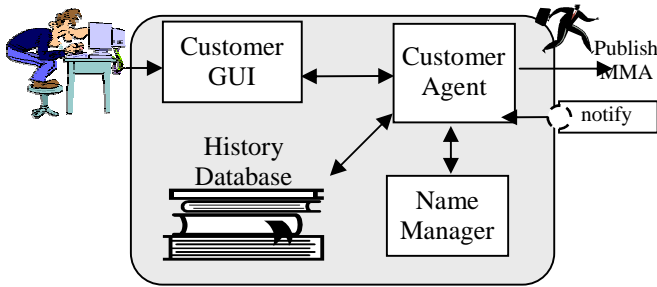 Customer
GUI
Customer
Agent
Publish
MMA
notify
History
Database
Name
Manager